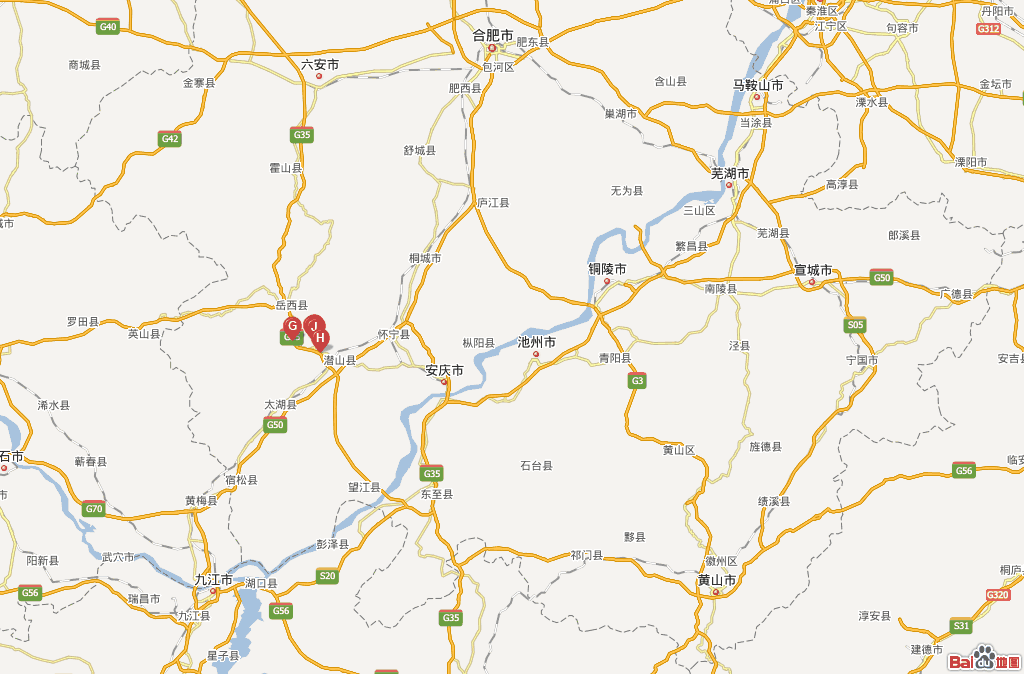 浦口区
丹阳市
秦淮区
G40
江宁区
句容市
G312
合肥市
肥东县
商城县
六安市
包河区
金寨县
肥西县
含山县
马鞍山市
金坛市
溧水县
巢湖市
当涂县
G42
G35
舒城县
霍山县
溧阳市
芜湖市
高淳县
无为县
庐江县
三山区
城市
芜湖县
郎溪县
繁昌县
桐城市
铜陵市
宣城市
G50
南陵县
广德县
岳西县
罗田县
英山县
G
J
H
怀宁县
S05
枞阳县
池州市
泾县
潜山县
青阳县
宁国市
安吉县
安庆市
G3
浠水县
太湖县
G50
石市
蕲春县
黄山区
旌德县
临安
石台县
G56
G35
宿松县
望江县
东至县
市
黄梅县
绩溪县
G70
彭泽县
黟县
武穴市
阳新县
祁门县
徽州区
桐庐
九江市
湖口县
S20
黄山市
G56
瑞昌市
G320
G56
九江县
G35
淳安县
S31
星子县
建德市
Bai du 地图